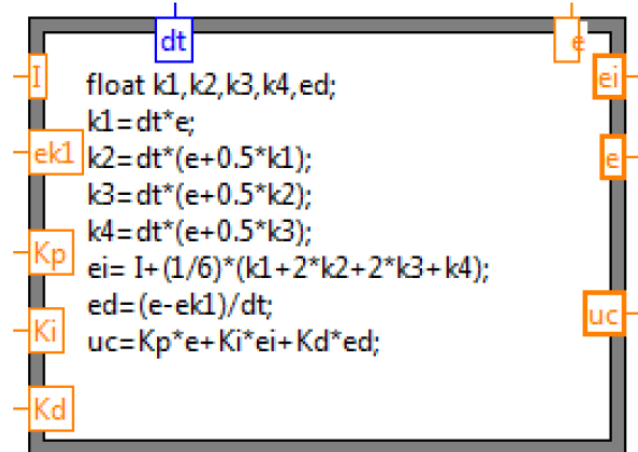 dt
e
I
ei
float k1,k2,k3,k4,ed;
k1=dt*e;
ek1
e
k2=dt*(e+0.5*k1);
k3=dt*(e+0.5*k2);
k4=dt*(e+0.5*k3);
Kp
ei= I+(1/6)*(k1+2*k2+2*k3+k4);
ed=(e-ek1)/dt;
uc
Ki
uc=Kp*e+Ki*ei+Kd*ed;
Kd